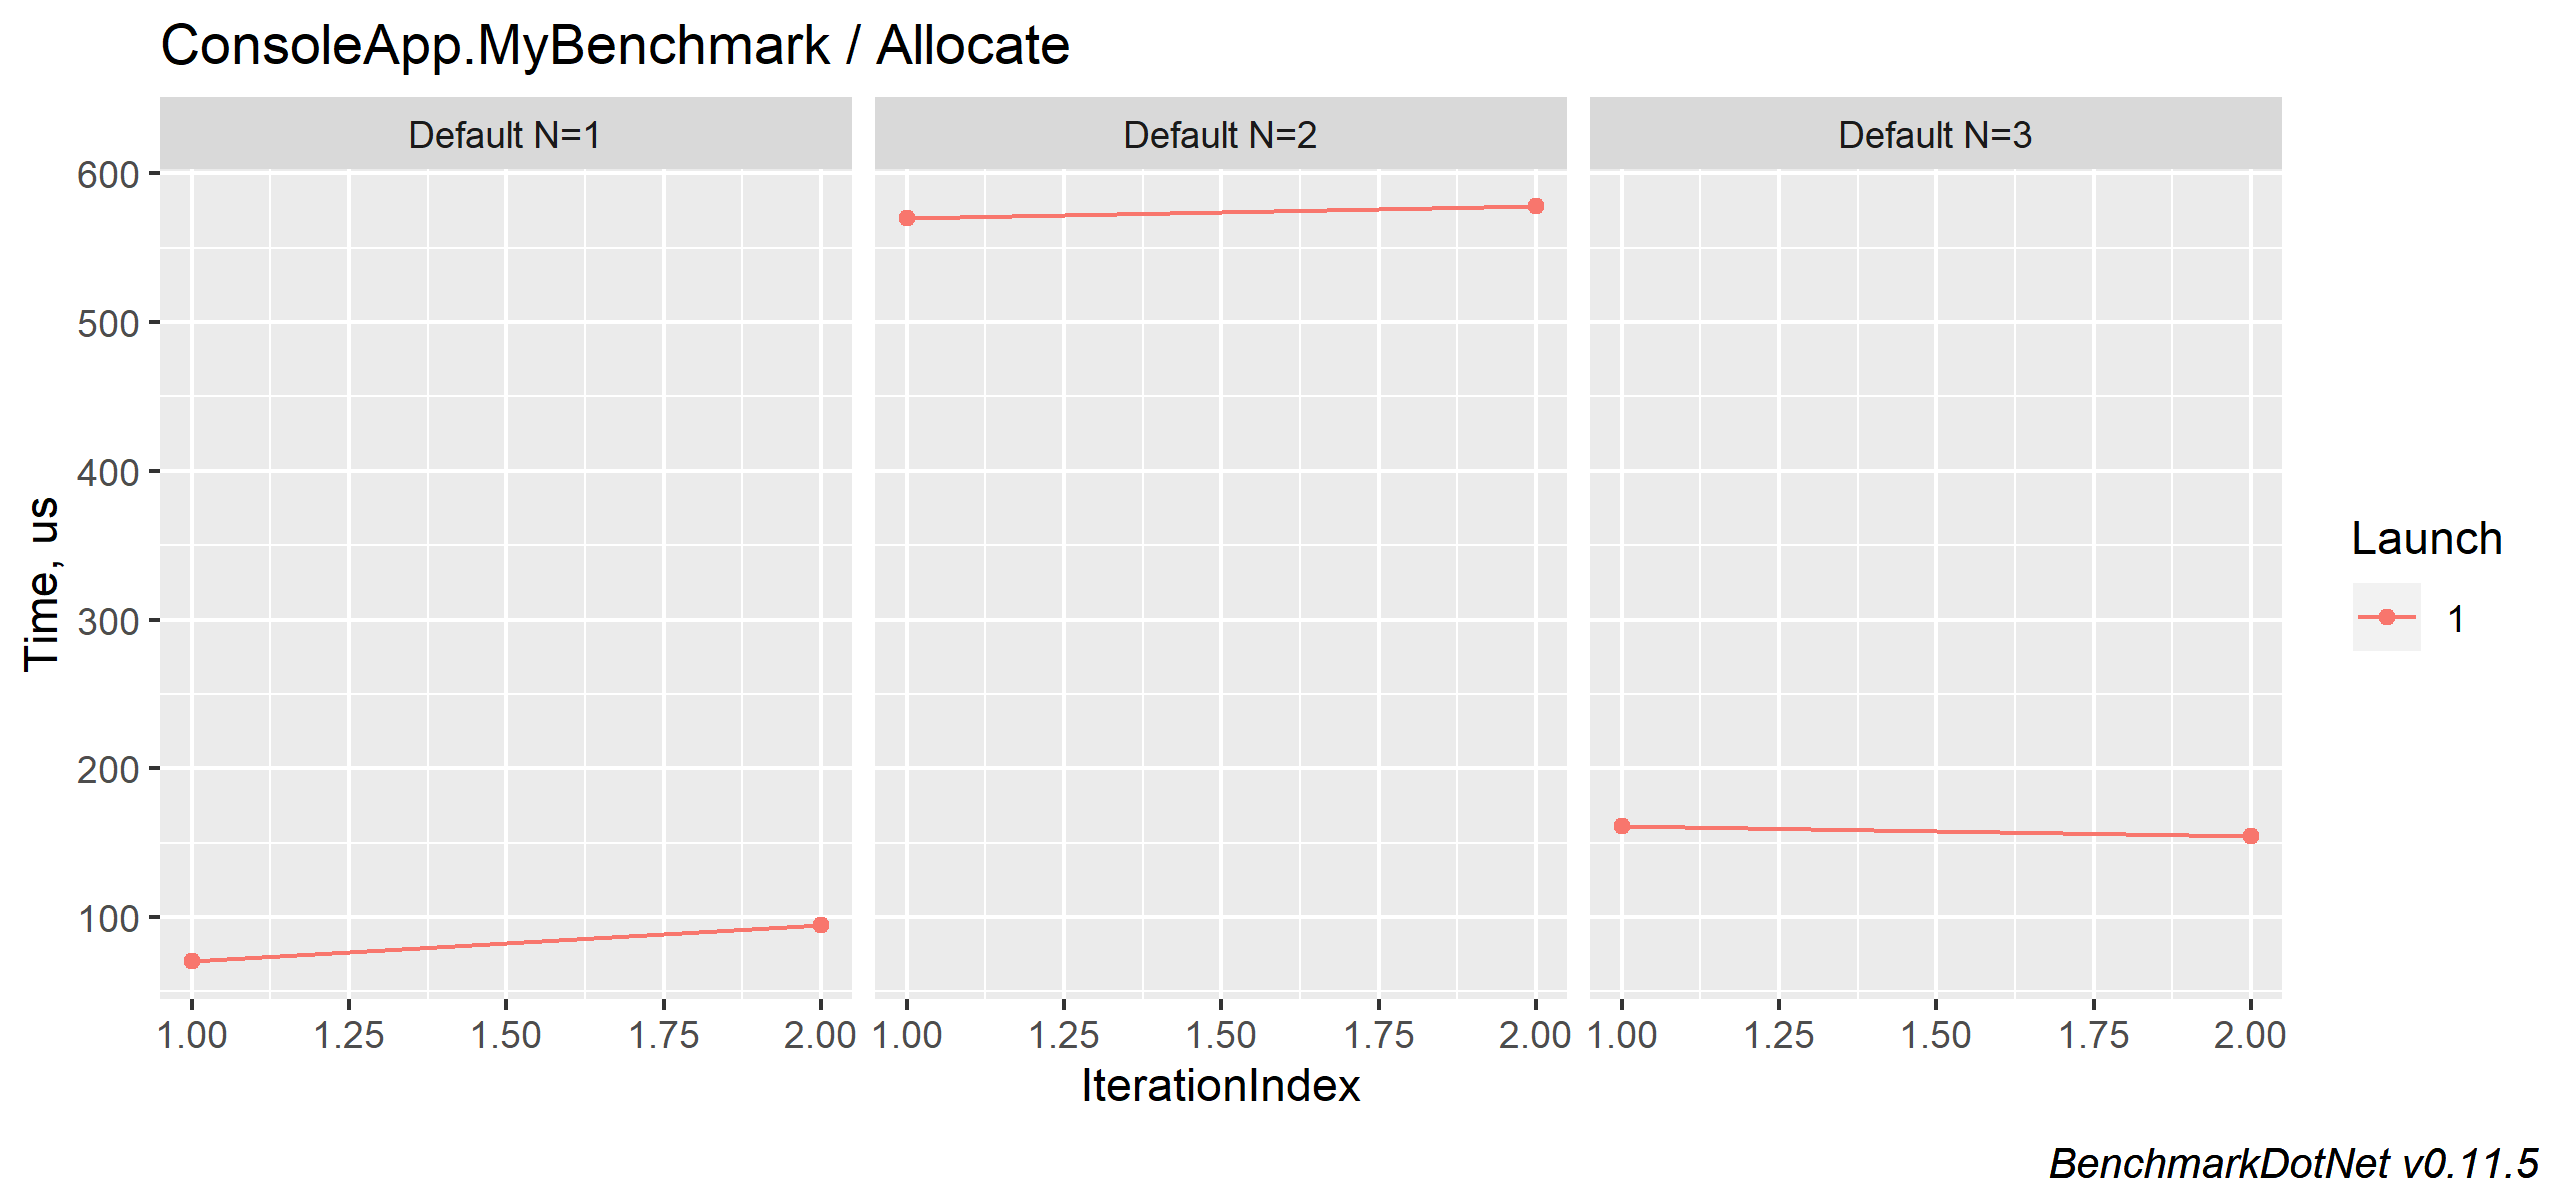 ConsoleApp.MyBenchmark / Allocate
Default N=1
Default N=2
Default N=3
600
500
400
300
200
100
Time, us
1.00 1.25 1.50 1.75 2.00
1.00 1.25 1.50 1.75 2.00
1.00 1.25 1.50 1.75 2.00
IterationIndex
Launch
1
BenchmarkDotNet v0.11.5